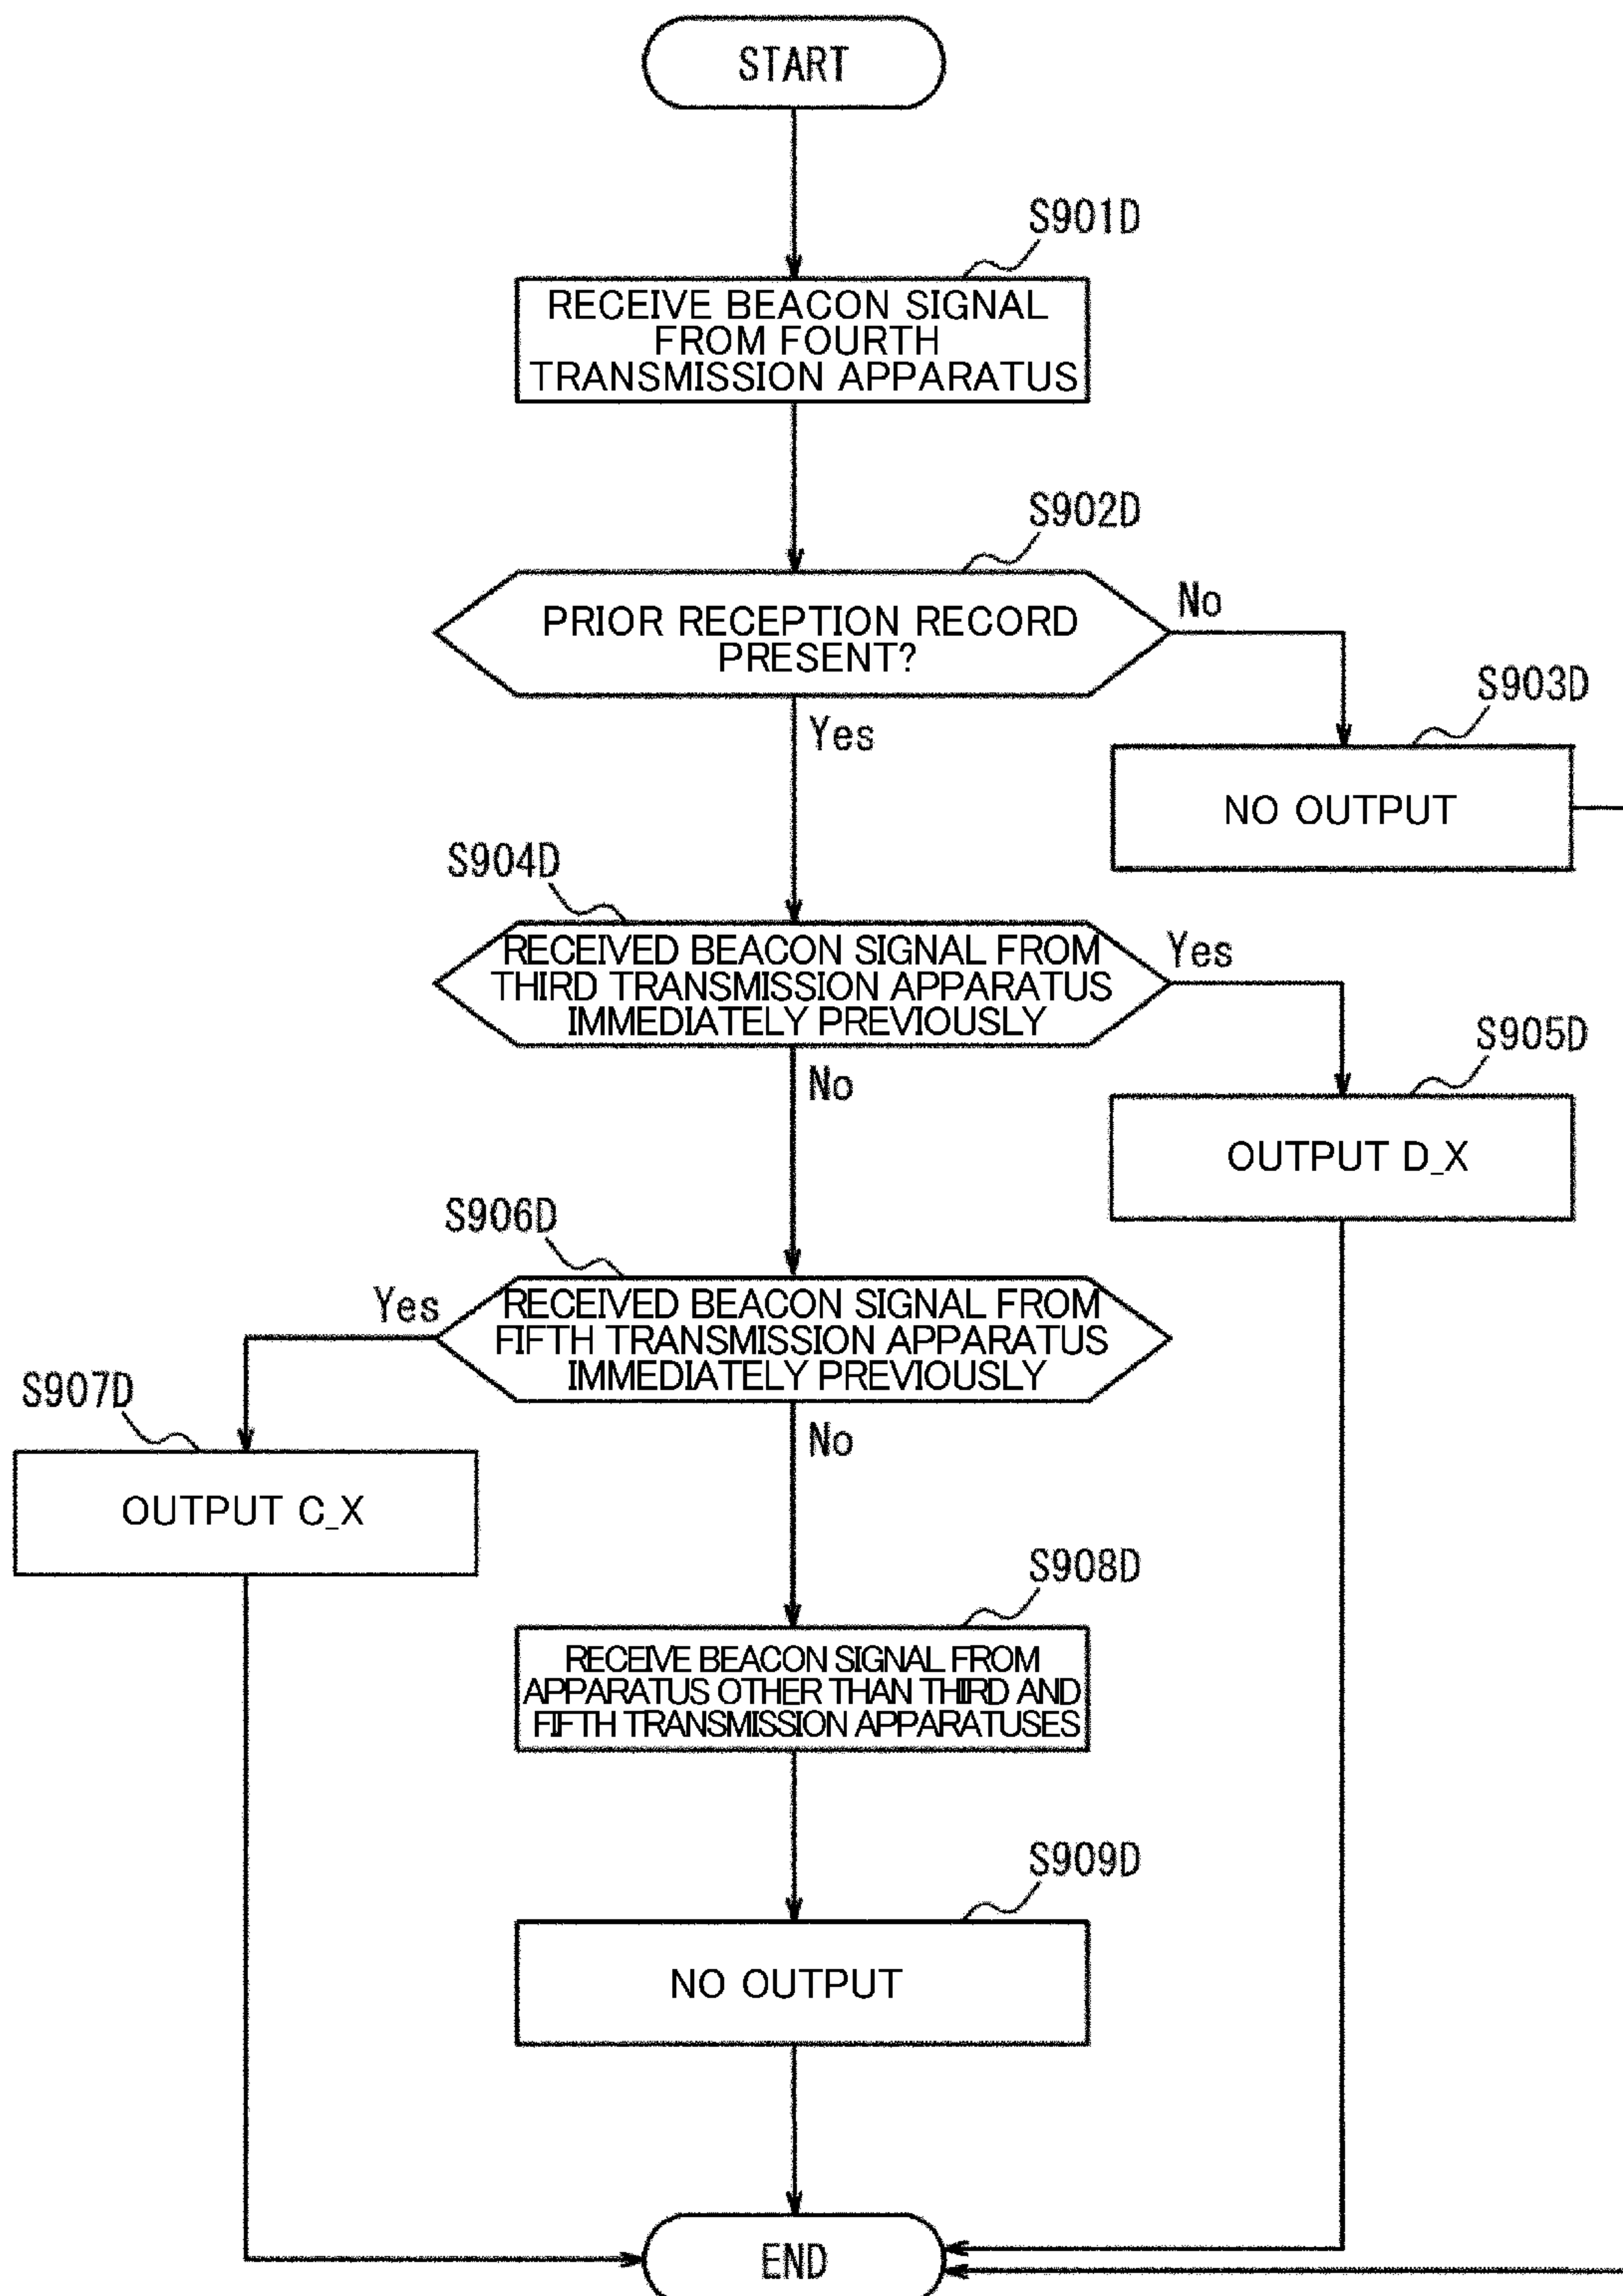 START
S901D
RECEIVE BEACON SIGNAL
FROM FOURTH
TRANSMISSION APPARATUS
S902D
PRIOR RECEPTION RECORD
PRESENT?
No
Yes
S903D
NO OUTPUT
S904D
RECEIVED BEACON SIGNAL FROM
THIRD TRANSMISSION APPARATUS
IMMEDIATELY PREVIOUSLY
Yes
No
S905D
OUTPUT D_X
S906D
RECEIVED BEACON SIGNAL FROM
FIFTH TRANSMISSION APPARATUS
IMMEDIATELY PREVIOUSLY
Yes
No
S907D
OUTPUT C_X
S908D
RECEIVE BEACON SIGNAL FROM
APPARATUS OTHER THAN THIRD AND
FIFTH TRANSMISSION APPARATUSES
S909D
NO OUTPUT
END